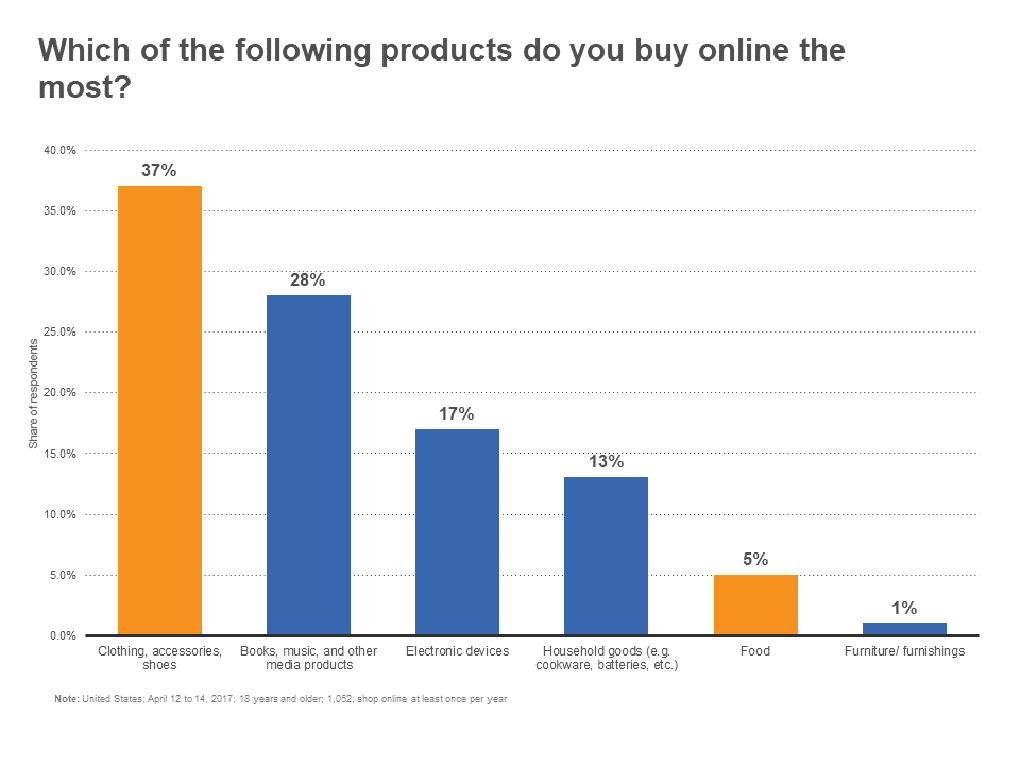 Which of the following products do you buy online the
most?
40.0%
37%
35.0%
30.0%
28%
25.0%
Share of respondents
20.0%
17%
15.0%
13%
10.0%
5%
5.0%
1%
0.0%
Clothing, accessories,
shoes
Books, music, and other
media products
Electronic devices
Household goods (e.g.
cookware, batteries, etc.)
Food
Furniture/ furnishings
Note: United States; April 12 to 14, 2017; 18 years and older; 1,052; shop online at least once per year